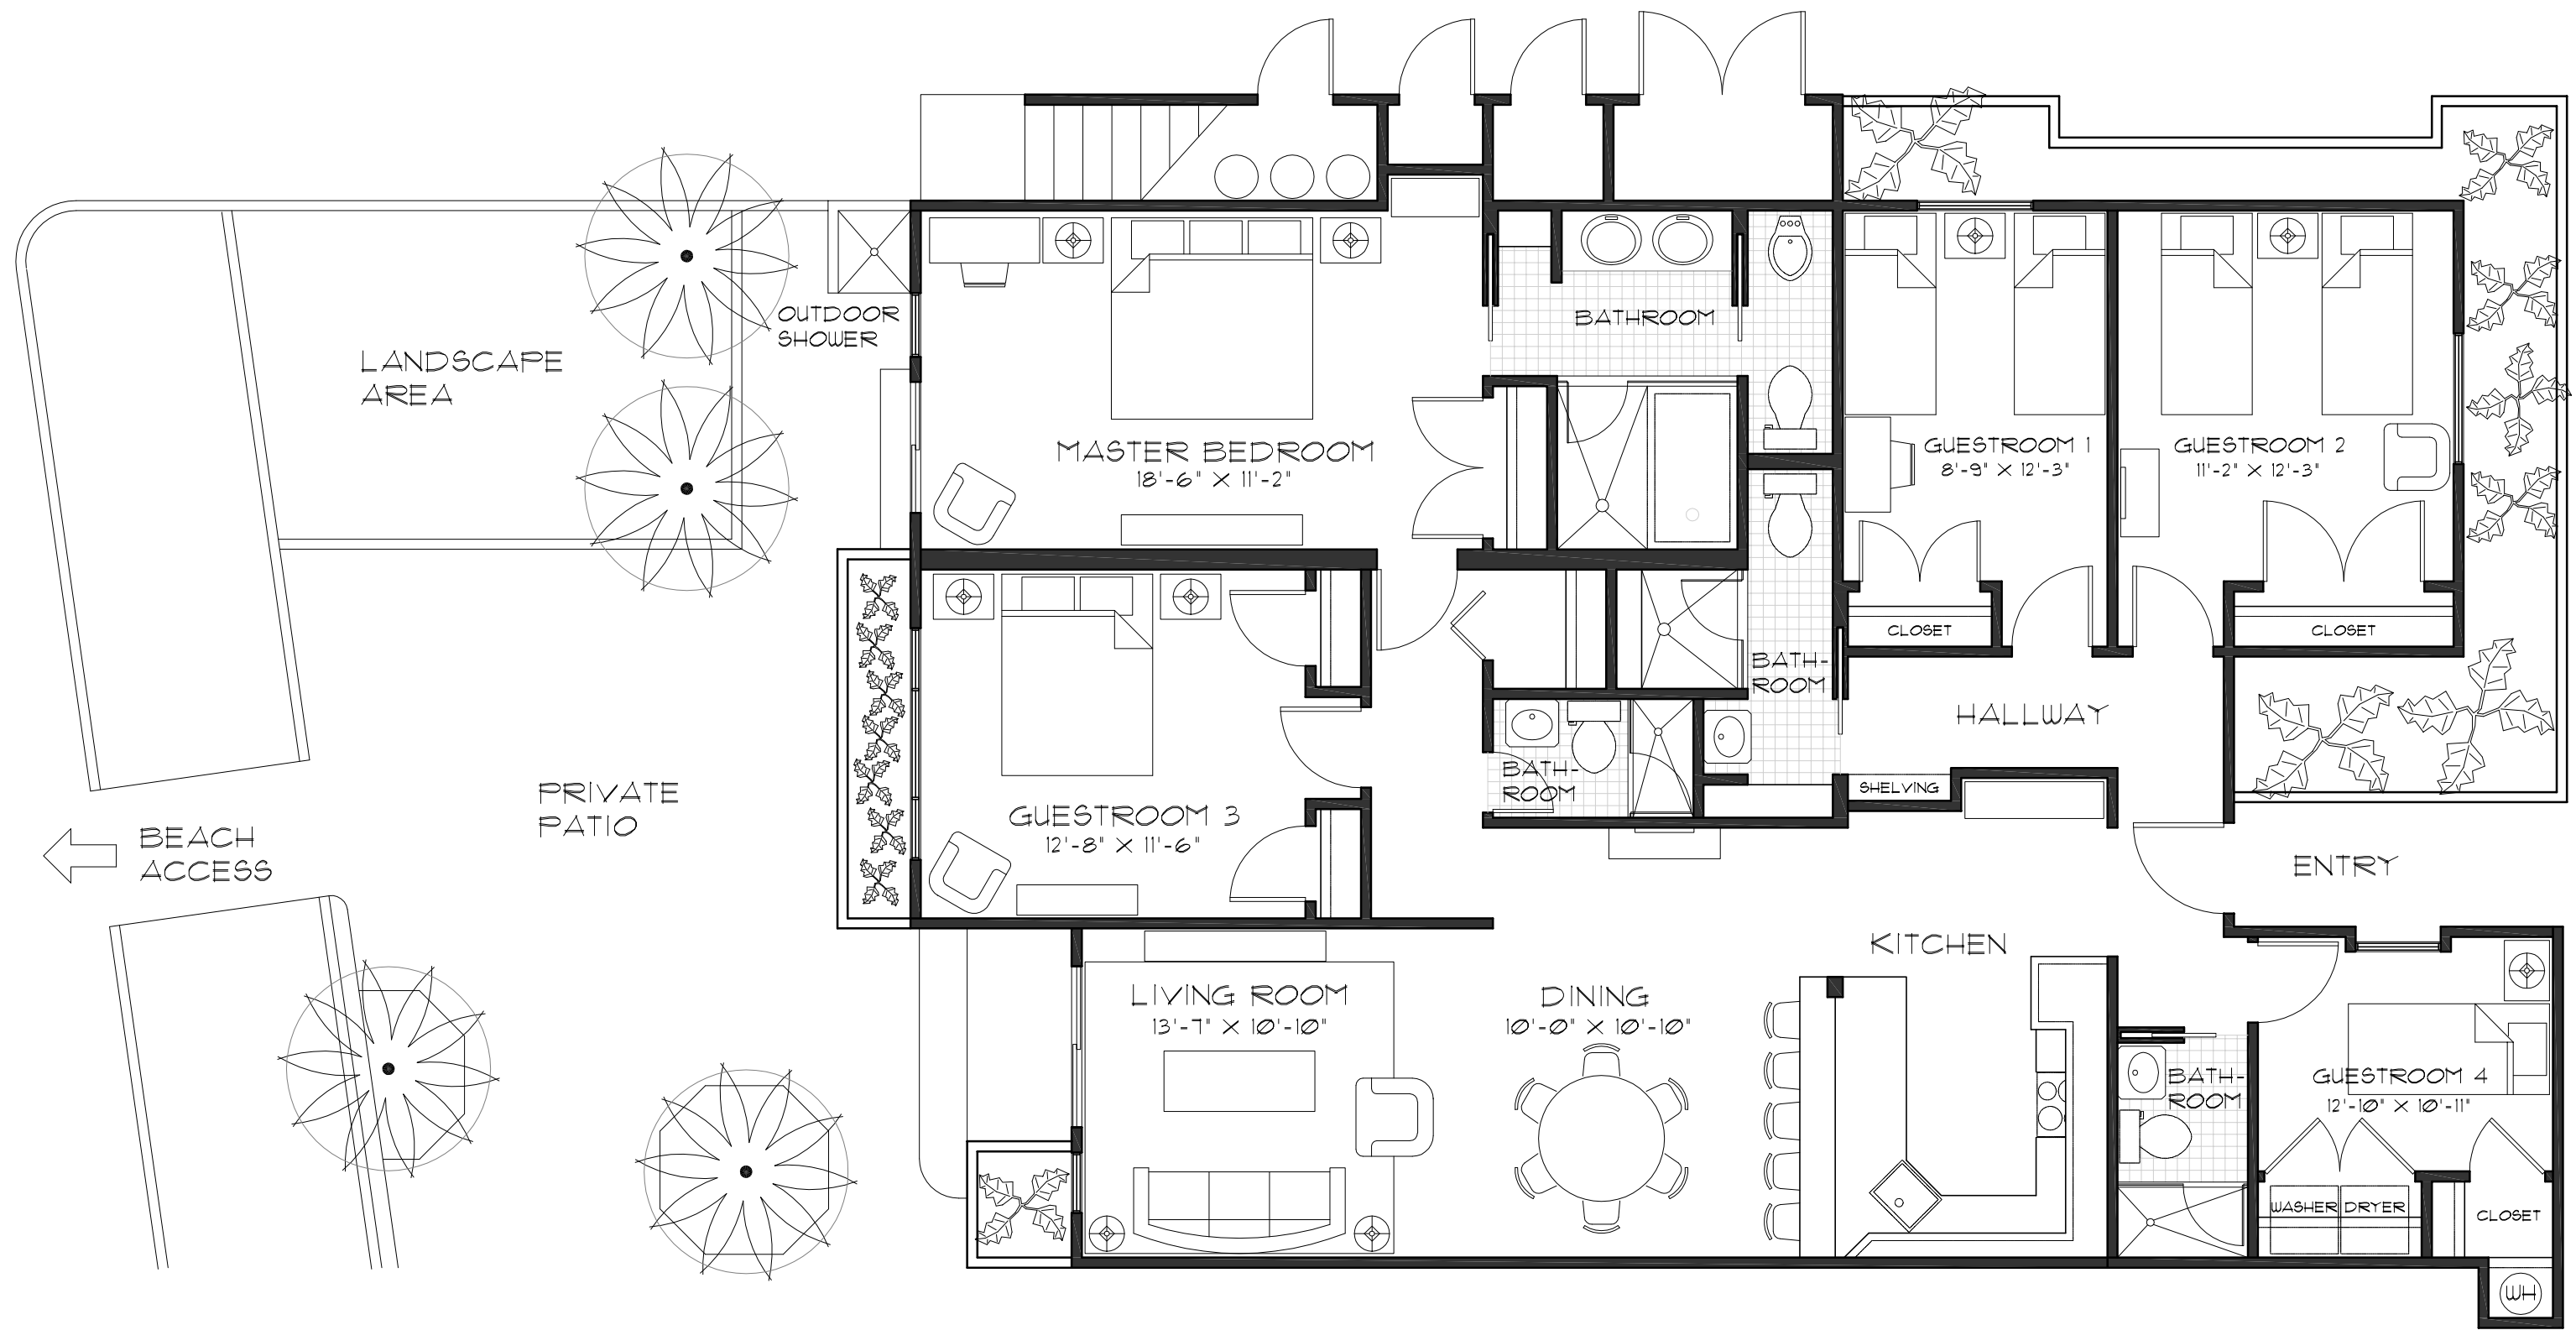 OUTDOOR
SHOWER
LANDSCAPE
AREA
BATHROOM
MASTER BEDROOM
18'-6" X 11'-2"
GUESTROOM 1
8'-9" X 12'-3"
GUESTROOM 2
11'-2" X 12'-3"
CLOSET
CLOSET
BATH-
ROOM
HALLWAY
BATH-
ROOM
SHELVING
PRIVATE
PATIO
GUESTROOM 3
12'-8" X 11'-6"
BEACH
ACCESS
ENTRY
KITCHEN
LIVING ROOM
13'-7" X 10'-10"
DINING
10'-0" X 10'-10"
BATH-
ROOM
GUESTROOM 4
12'-10" X 10'-11"
WASHER
DRYER
CLOSET
WH